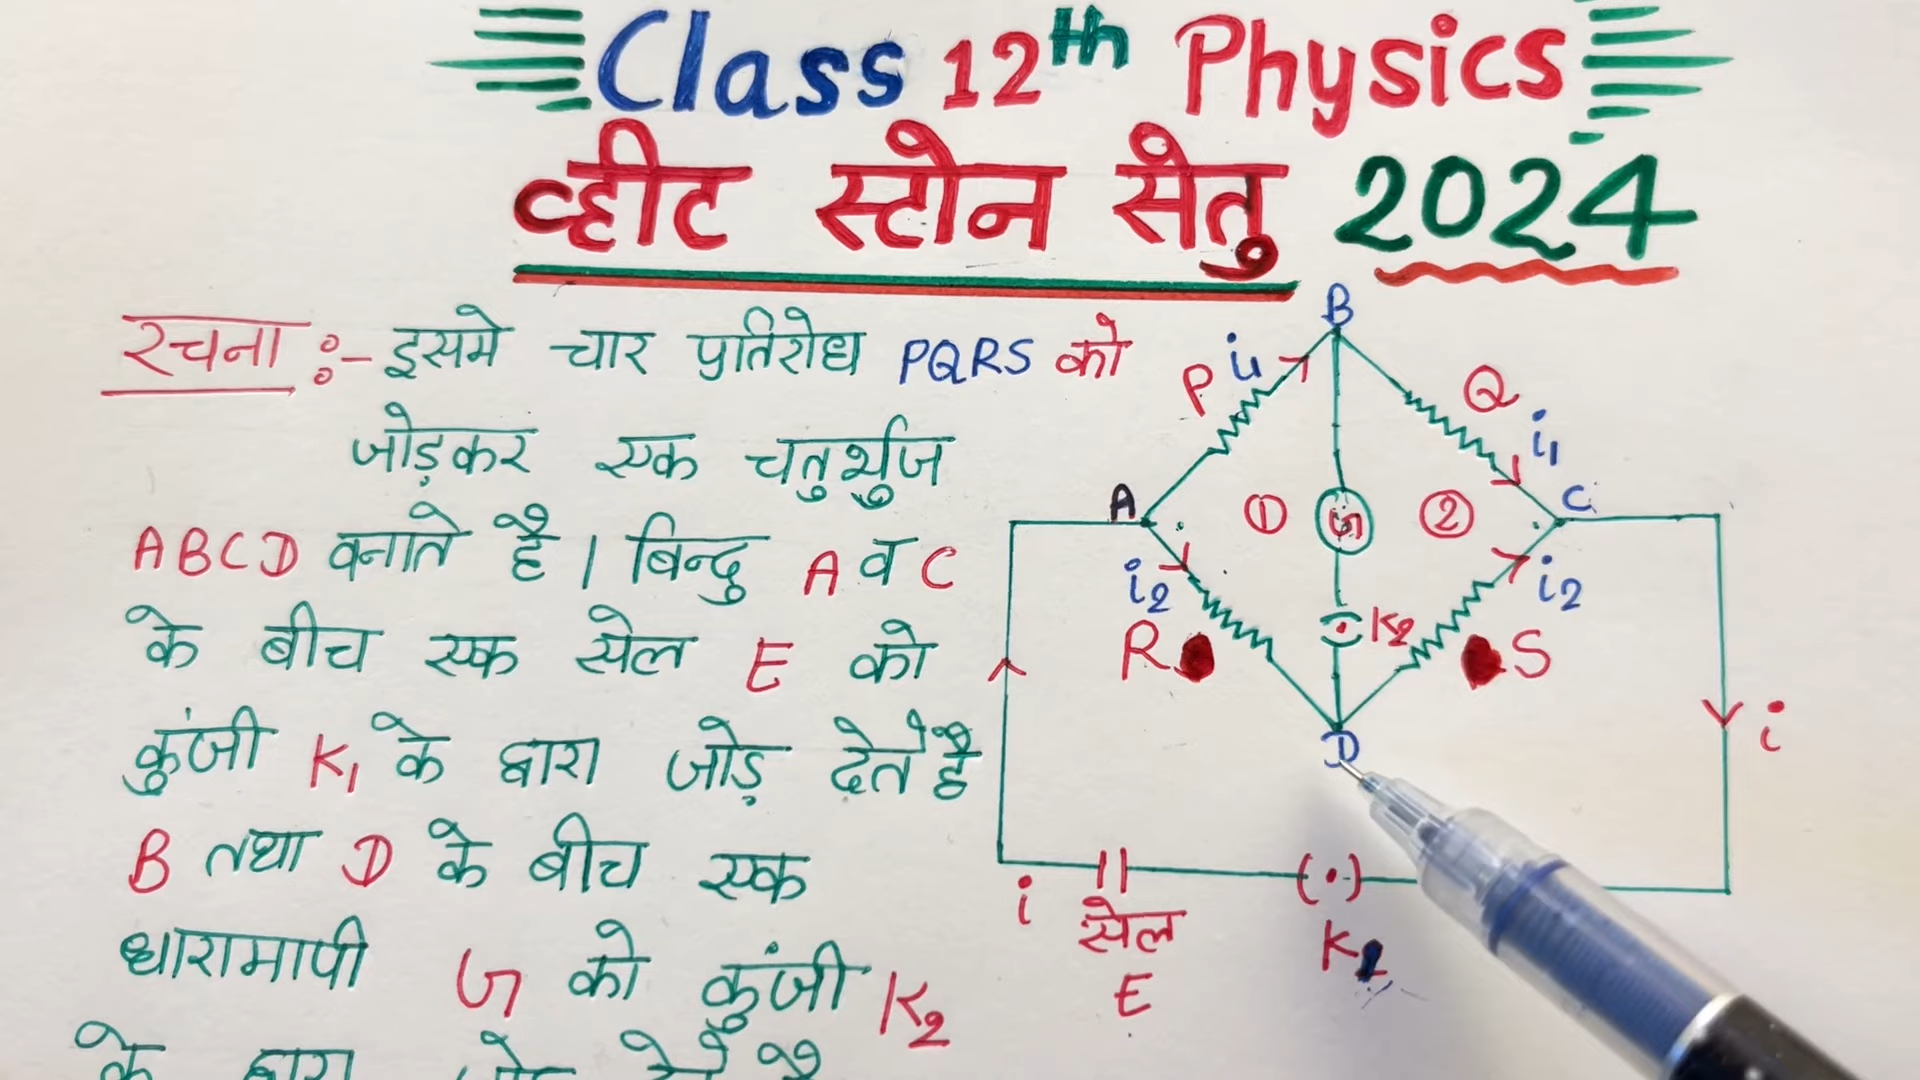 Class 12th Physics
व्हीट स्टोन सेतु 2024
रचना :- इसमे चार प्रतिरोध PQRS को
जोड़कर एक चतुर्भुज
ABCD बनाते है । बिन्दु A व C
के बीच एक सेल E को
कुंजी K1 के द्वारा जोड़ देते है
B तथा D के बीच एक
धारामापी G को कुंजी K2
के द्वारा जोड़ देते है
B
P i1
Q
i1
A
① G ②
C
i2
K2
i2
R
S
D
i
i
सेल
E
K1